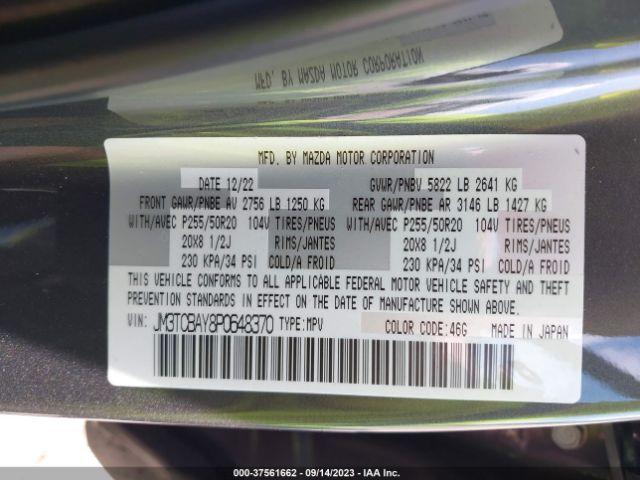 MFD. BY MAZDA MOTOR CORPORATION
MFD. BY MAZDA MOTOR CORPORATION
DATE 12/22 GVWR/PNBV 5822 LB 2641 KG
FRONT GAWR/PNBE AV 2756 LB 1250 KG REAR GAWR/PNBE AR 3146 LB 1427 KG
WITH/AVEC P255/50R20 104V TIRES/PNEUS WITH/AVEC P255/50R20 104V TIRES/PNEUS
20X8 1/2J RIMS/JANTES 20X8 1/2J RIMS/JANTES
230 KPA/34 PSI COLD/A FROID 230 KPA/34 PSI COLD/A FROID
THIS VEHICLE CONFORMS TO ALL APPLICABLE FEDERAL MOTOR VEHICLE SAFETY AND THEFT
PREVENTION STANDARDS IN EFFECT ON THE DATE OF MANUFACTURE SHOWN ABOVE.
VIN: JM3TCBAY8P0648370 TYPE:MPV COLOR CODE:46G MADE IN JAPAN
000-37561662 - 09/14/2023 - IAA Inc.